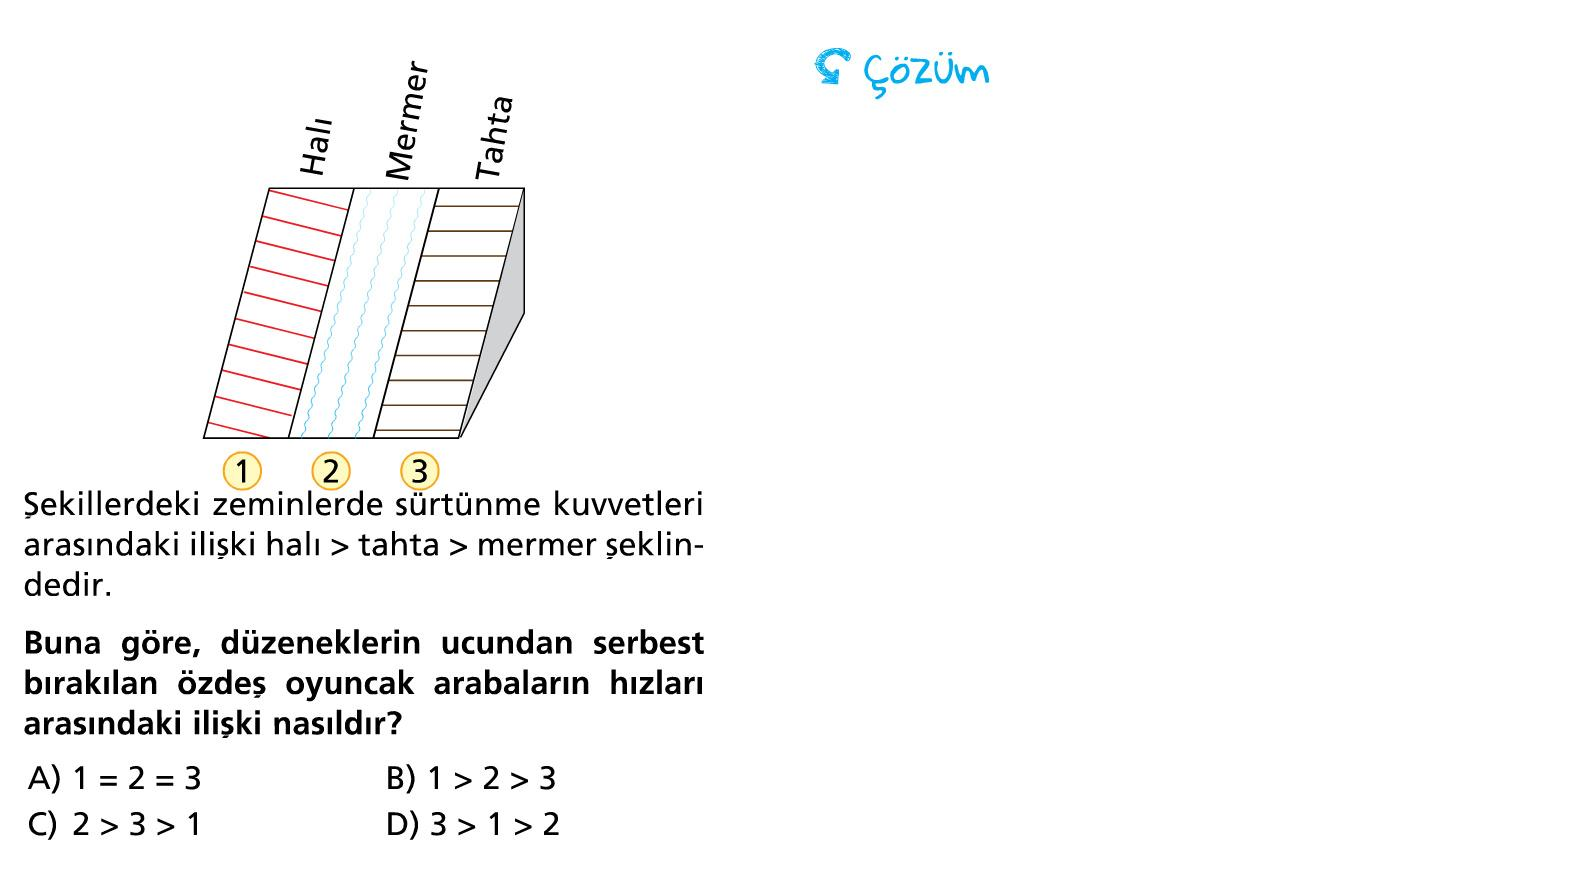 Halı
Mermer
Tahta
1 2 3
Şekillerdeki zeminlerde sürtünme kuvvetleri
arasındaki ilişki halı > tahta > mermer şeklin-
dedir.
Buna göre, düzeneklerin ucundan serbest
bırakılan özdeş oyuncak arabaların hızları
arasındaki ilişki nasıldır?
A) 1 = 2 = 3 B) 1 > 2 > 3
C) 2 > 3 > 1 D) 3 > 1 > 2
Çözüm